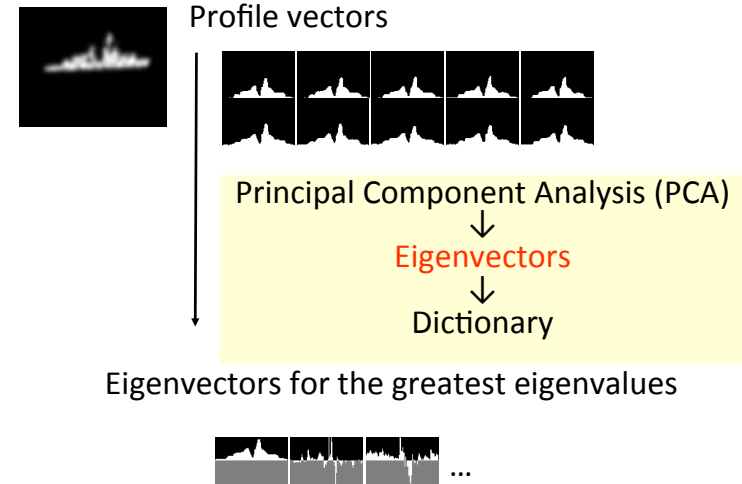 Profile vectors
Principal Component Analysis (PCA)
↓
Eigenvectors
↓
Dictionary
Eigenvectors for the greatest eigenvalues
...